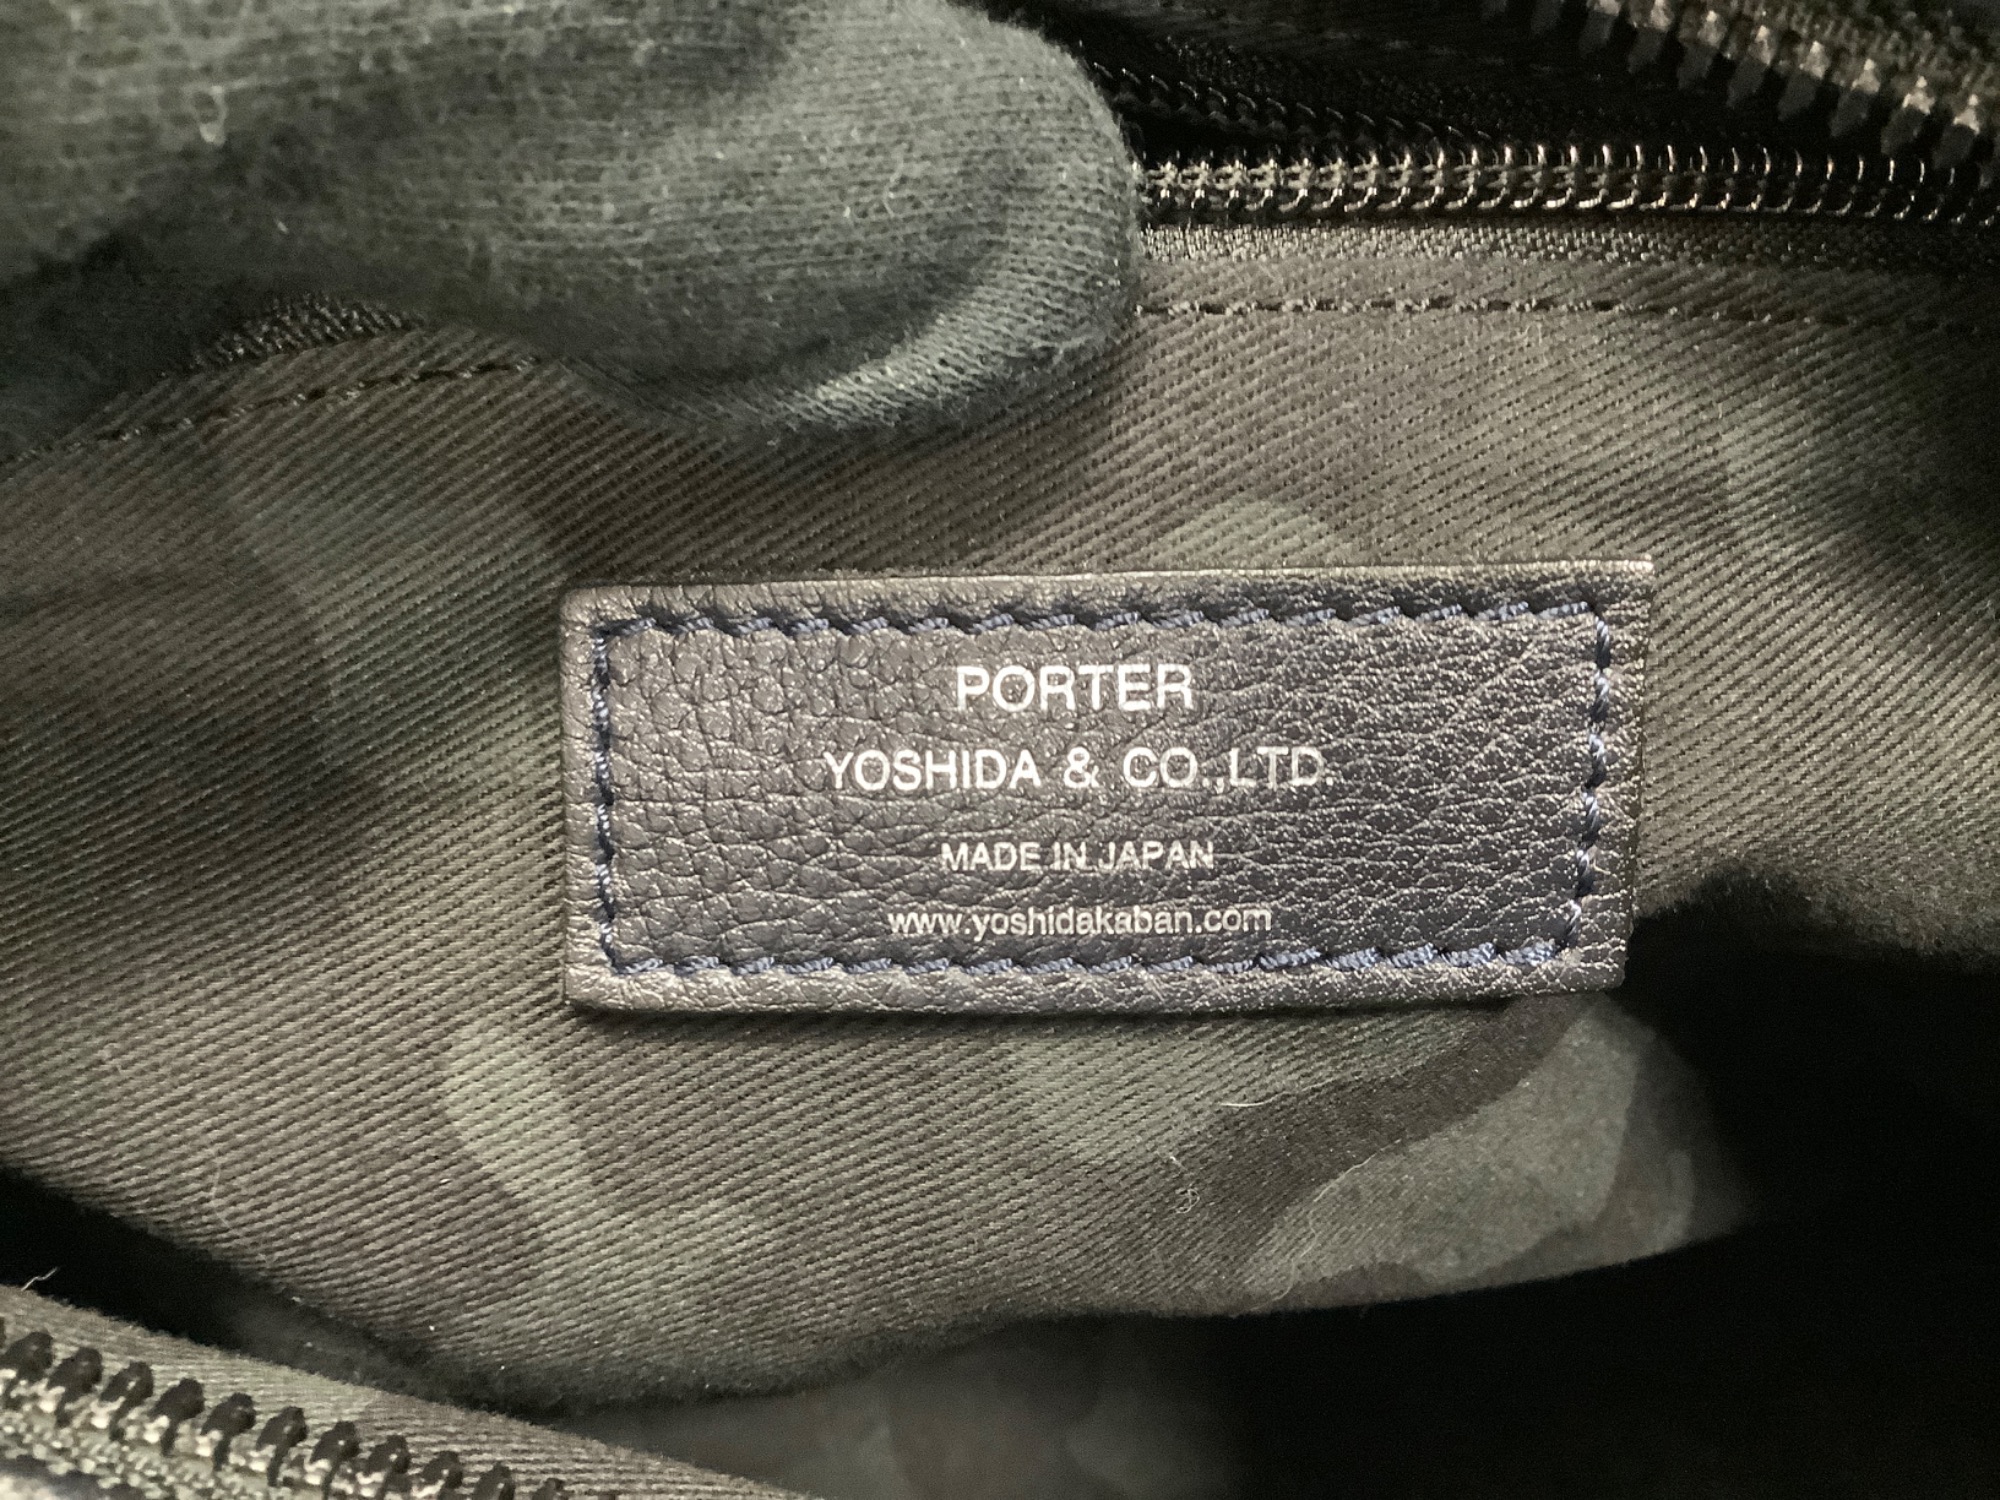 PORTER
YOSHIDA & CO.,LTD.
MADE IN JAPAN
www.yoshidakaban.com